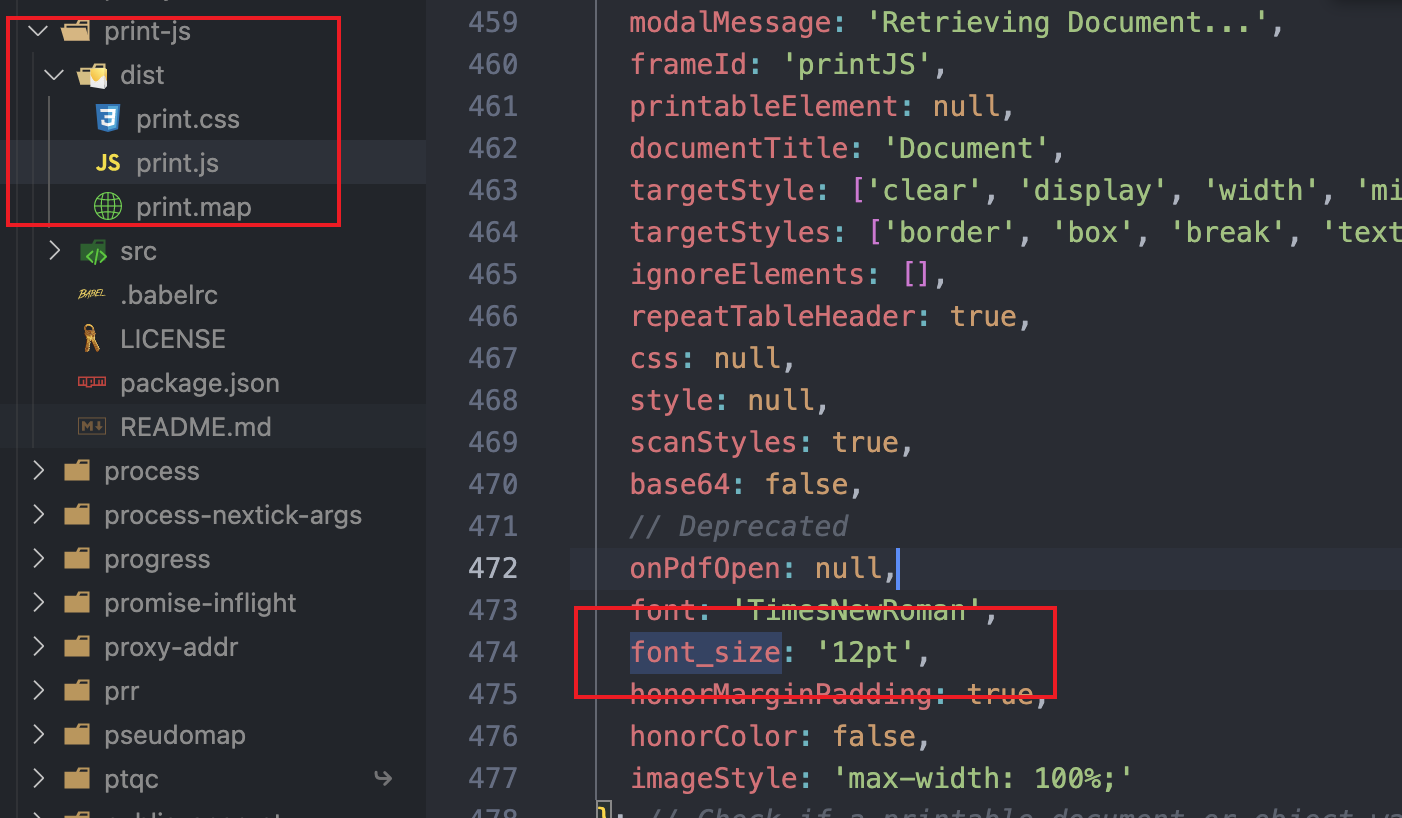 print-js
dist
print.css
JS print.js
print.map
src
BABEL .babelrc
LICENSE
package.json
README.md
process
process-nextick-args
progress
promise-inflight
proxy-addr
prr
pseudomap
ptqc
459 modalMessage: 'Retrieving Document...',
460 frameId: 'printJS',
461 printableElement: null,
462 documentTitle: 'Document',
463 targetStyle: ['clear', 'display', 'width', 'mi
464 targetStyles: ['border', 'box', 'break', 'text
465 ignoreElements: [],
466 repeatTableHeader: true,
467 css: null,
468 style: null,
469 scanStyles: true,
470 base64: false,
471 // Deprecated
472 onPdfOpen: null,
473 font: 'TimesNewRoman',
474 font_size: '12pt',
475 honorMarginPadding: true,
476 honorColor: false,
477 imageStyle: 'max-width: 100%;'
478 }; // Check if a printable document or object